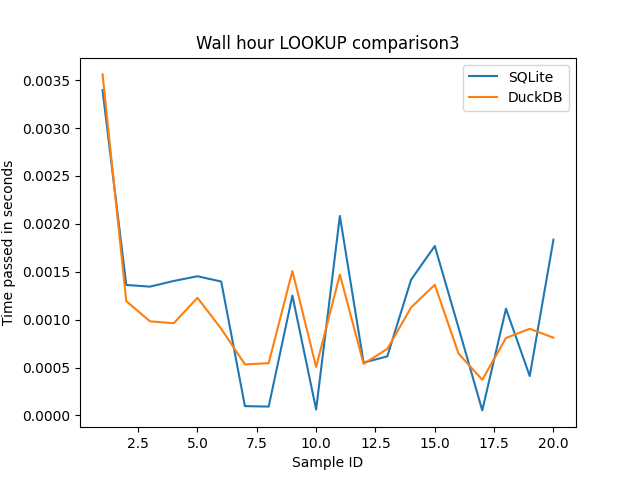 Wall hour LOOKUP comparison3
SQLite
DuckDB
Time passed in seconds
0.0035
0.0030
0.0025
0.0020
0.0015
0.0010
0.0005
0.0000
2.5 5.0 7.5 10.0 12.5 15.0 17.5 20.0
Sample ID